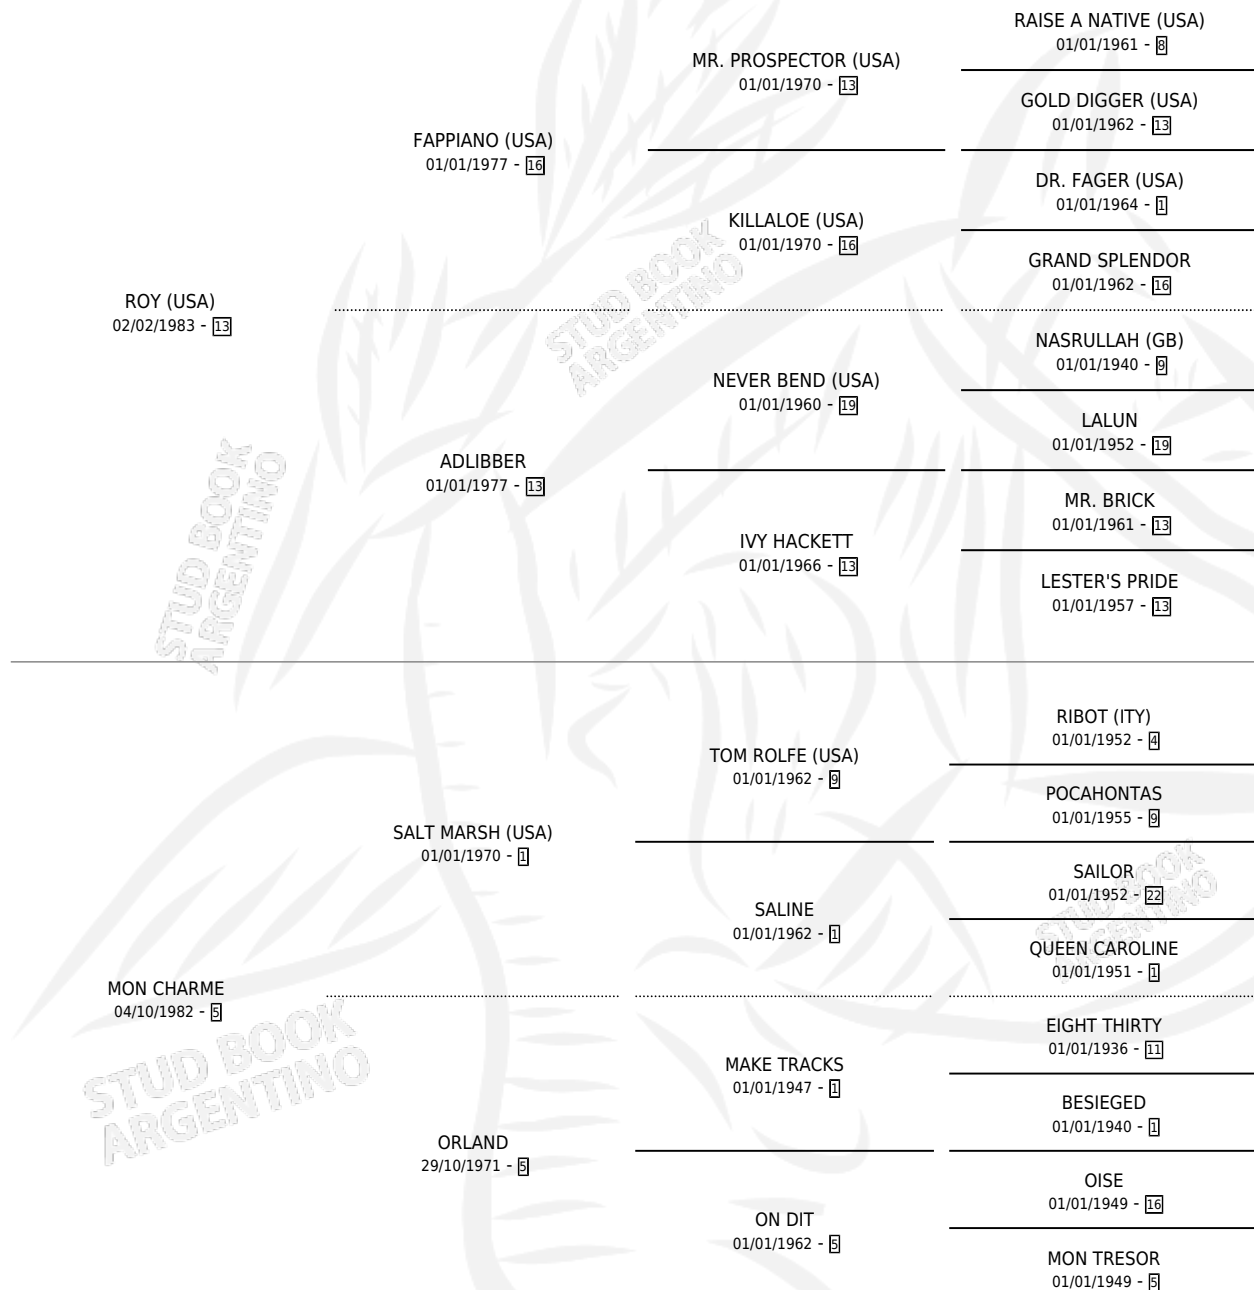 RAISE A NATIVE (USA)
01/01/1961 - 8
MR. PROSPECTOR (USA)
01/01/1970 - 13
GOLD DIGGER (USA)
01/01/1962 - 13
FAPPIANO (USA)
01/01/1977 - 16
DR. FAGER (USA)
01/01/1964 - 1
KILLALOE (USA)
01/01/1970 - 16
GRAND SPLENDOR
01/01/1962 - 16
ROY (USA)
02/02/1983 - 13
NASRULLAH (GB)
01/01/1940 - 9
NEVER BEND (USA)
01/01/1960 - 19
LALUN
01/01/1952 - 19
ADLIBBER
01/01/1977 - 13
MR. BRICK
01/01/1961 - 13
IVY HACKETT
01/01/1966 - 13
LESTER'S PRIDE
01/01/1957 - 13
RIBOT (ITY)
01/01/1952 - 4
TOM ROLFE (USA)
01/01/1962 - 9
POCAHONTAS
01/01/1955 - 9
SALT MARSH (USA)
01/01/1970 - 1
SAILOR
01/01/1952 - 22
SALINE
01/01/1962 - 1
QUEEN CAROLINE
01/01/1951 - 1
MON CHARME
04/10/1982 - 5
EIGHT THIRTY
01/01/1936 - 11
MAKE TRACKS
01/01/1947 - 1
BESIEGED
01/01/1940 - 1
ORLAND
29/10/1971 - 5
OISE
01/01/1949 - 16
ON DIT
01/01/1962 - 5
MON TRESOR
01/01/1949 - 5
STUD BOOK
ARGENTINO
STUD BOOK
ARGENTINO
STUD BOOK
ARGENTINO
STUD BOOK
ARGENTINO